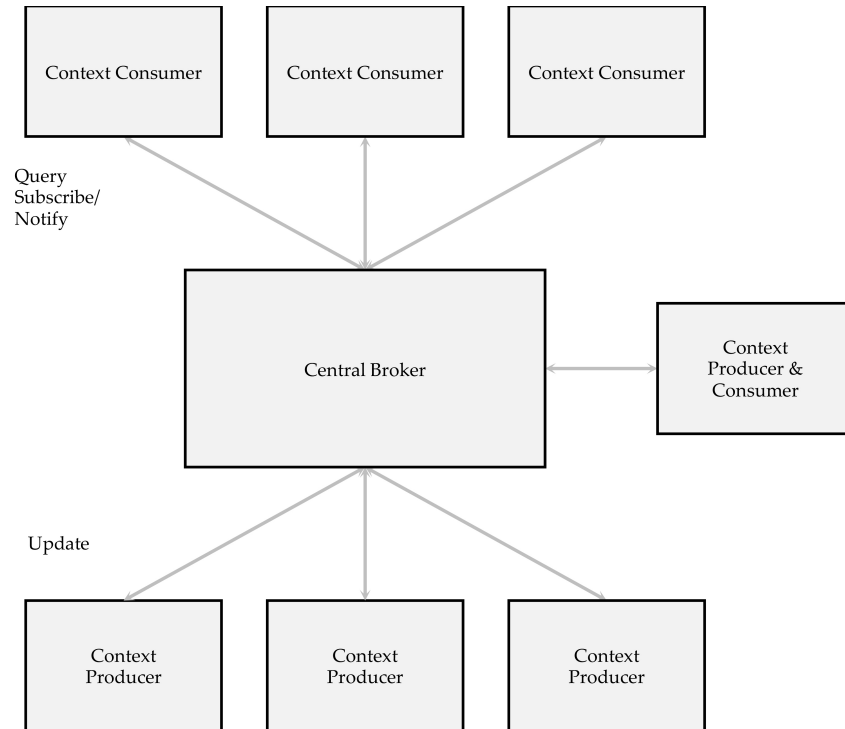 Context Consumer
Context Consumer
Context Consumer
Query
Subscribe/
Notify
Central Broker
Context
Producer &
Consumer
Update
Context
Producer
Context
Producer
Context
Producer